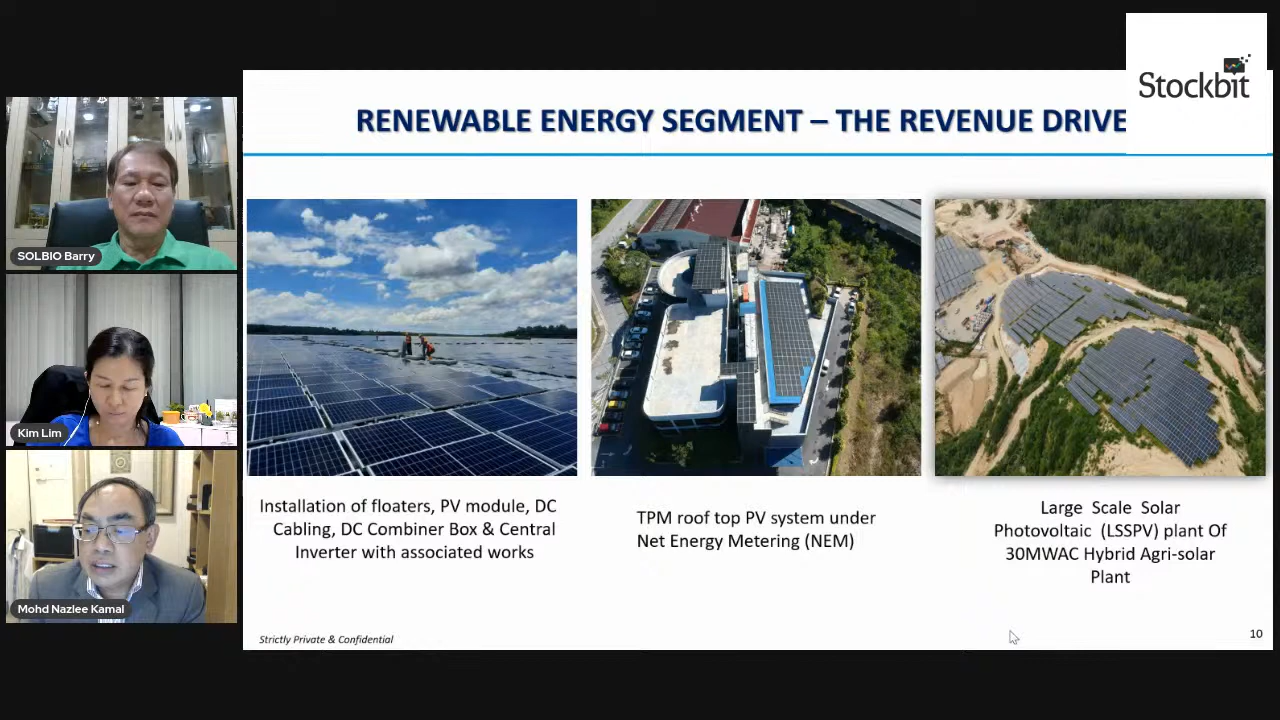 Stockbit
RENEWABLE ENERGY SEGMENT – THE REVENUE DRIVE
SOLBIO Barry
Kim Lim
Mohd Nazlee Kamal
Installation of floaters, PV module, DC
Cabling, DC Combiner Box & Central
Inverter with associated works
TPM roof top PV system under
Net Energy Metering (NEM)
Large Scale Solar
Photovoltaic (LSSPV) plant Of
30MWAC Hybrid Agri-solar
Plant
Strictly Private & Confidential
10